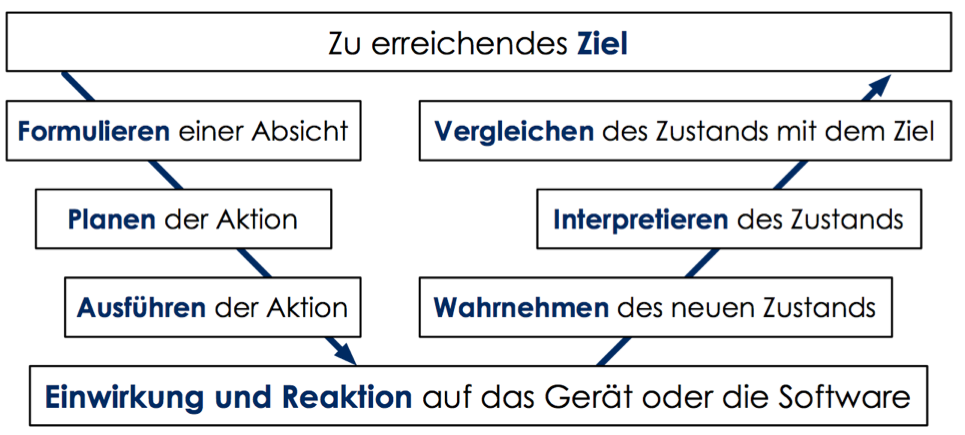 Zu erreichendes Ziel
Formulieren einer Absicht
Vergleichen des Zustands mit dem Ziel
Planen der Aktion
Interpretieren des Zustands
Ausführen der Aktion
Wahrnehmen des neuen Zustands
Einwirkung und Reaktion auf das Gerät oder die Software